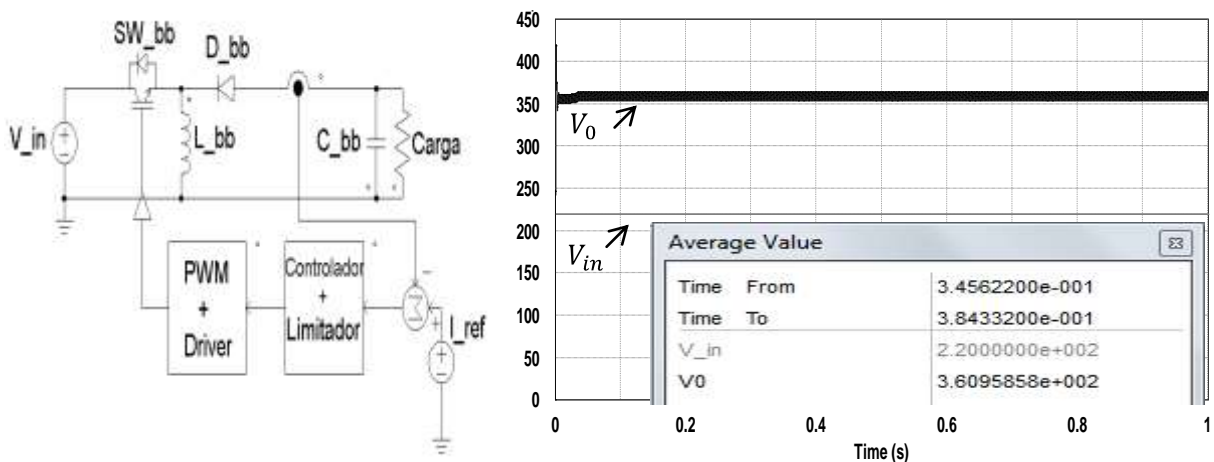 SW_bb
D_bb
V_in
L_bb
C_bb
Carga
PWM
+
Driver
Controlador
+
Limitador
−
Σ
+
I_ref
450
400
350
300
250
200
150
100
50
0
V0
Vin
Average Value
Time From 3.4562200e-001
Time To 3.8433200e-001
V_in 2.2000000e+002
V0 3.6095858e+002
0 0.2 0.4 0.6 0.8 1
Time (s)